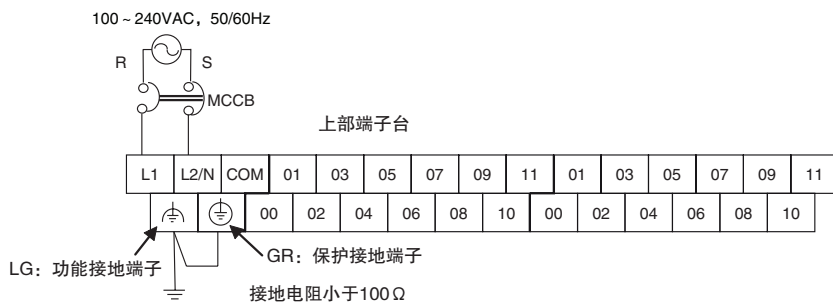 100~240VAC，50/60Hz
R S
MCCB
上部端子台
L1 L2/N COM 01 03 05 07 09 11 01 03 05 07 09 11
00 02 04 06 08 10 00 02 04 06 08 10
LG：功能接地端子
GR：保护接地端子
接地电阻小于100Ω